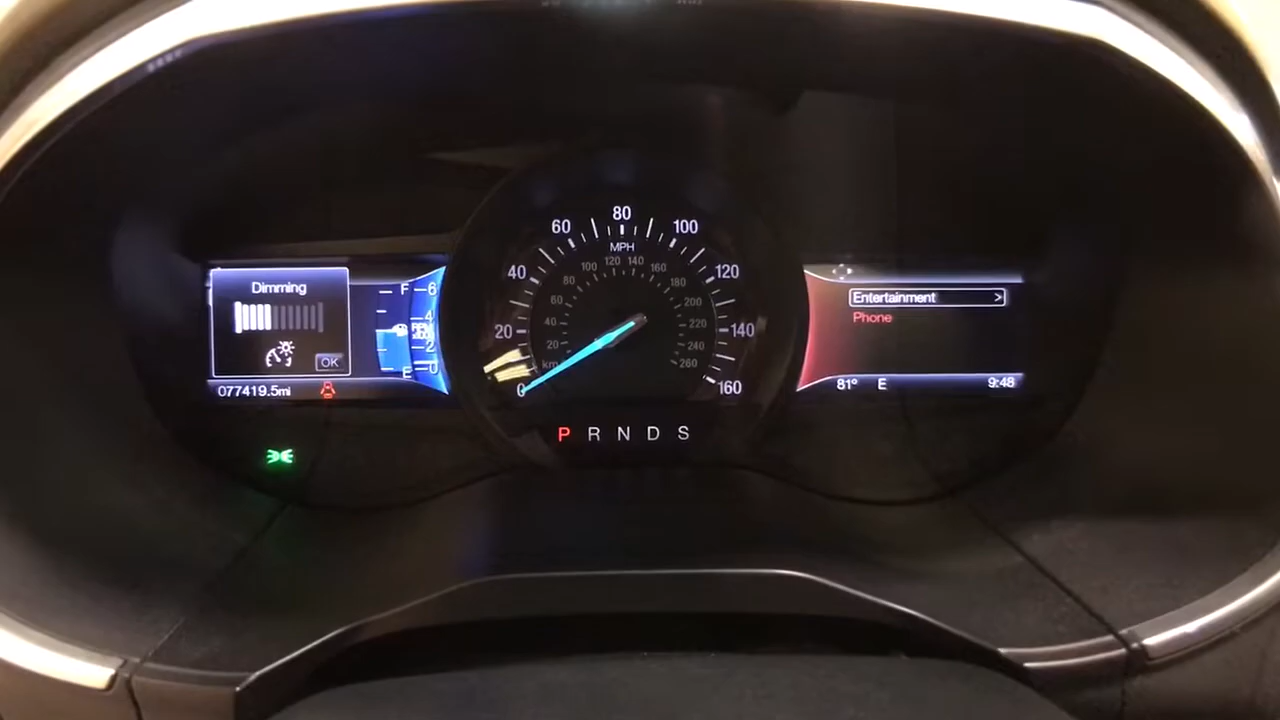 Dimming
OK
F
E
6
4
RPM
x1000
2
0
077419.5mi
0
20
40
60
80
100
120
140
160
MPH
km/h
20
40
60
80
100
120
140
160
180
200
220
240
260
P R N D S
Entertainment >
Phone
81° E 9:48